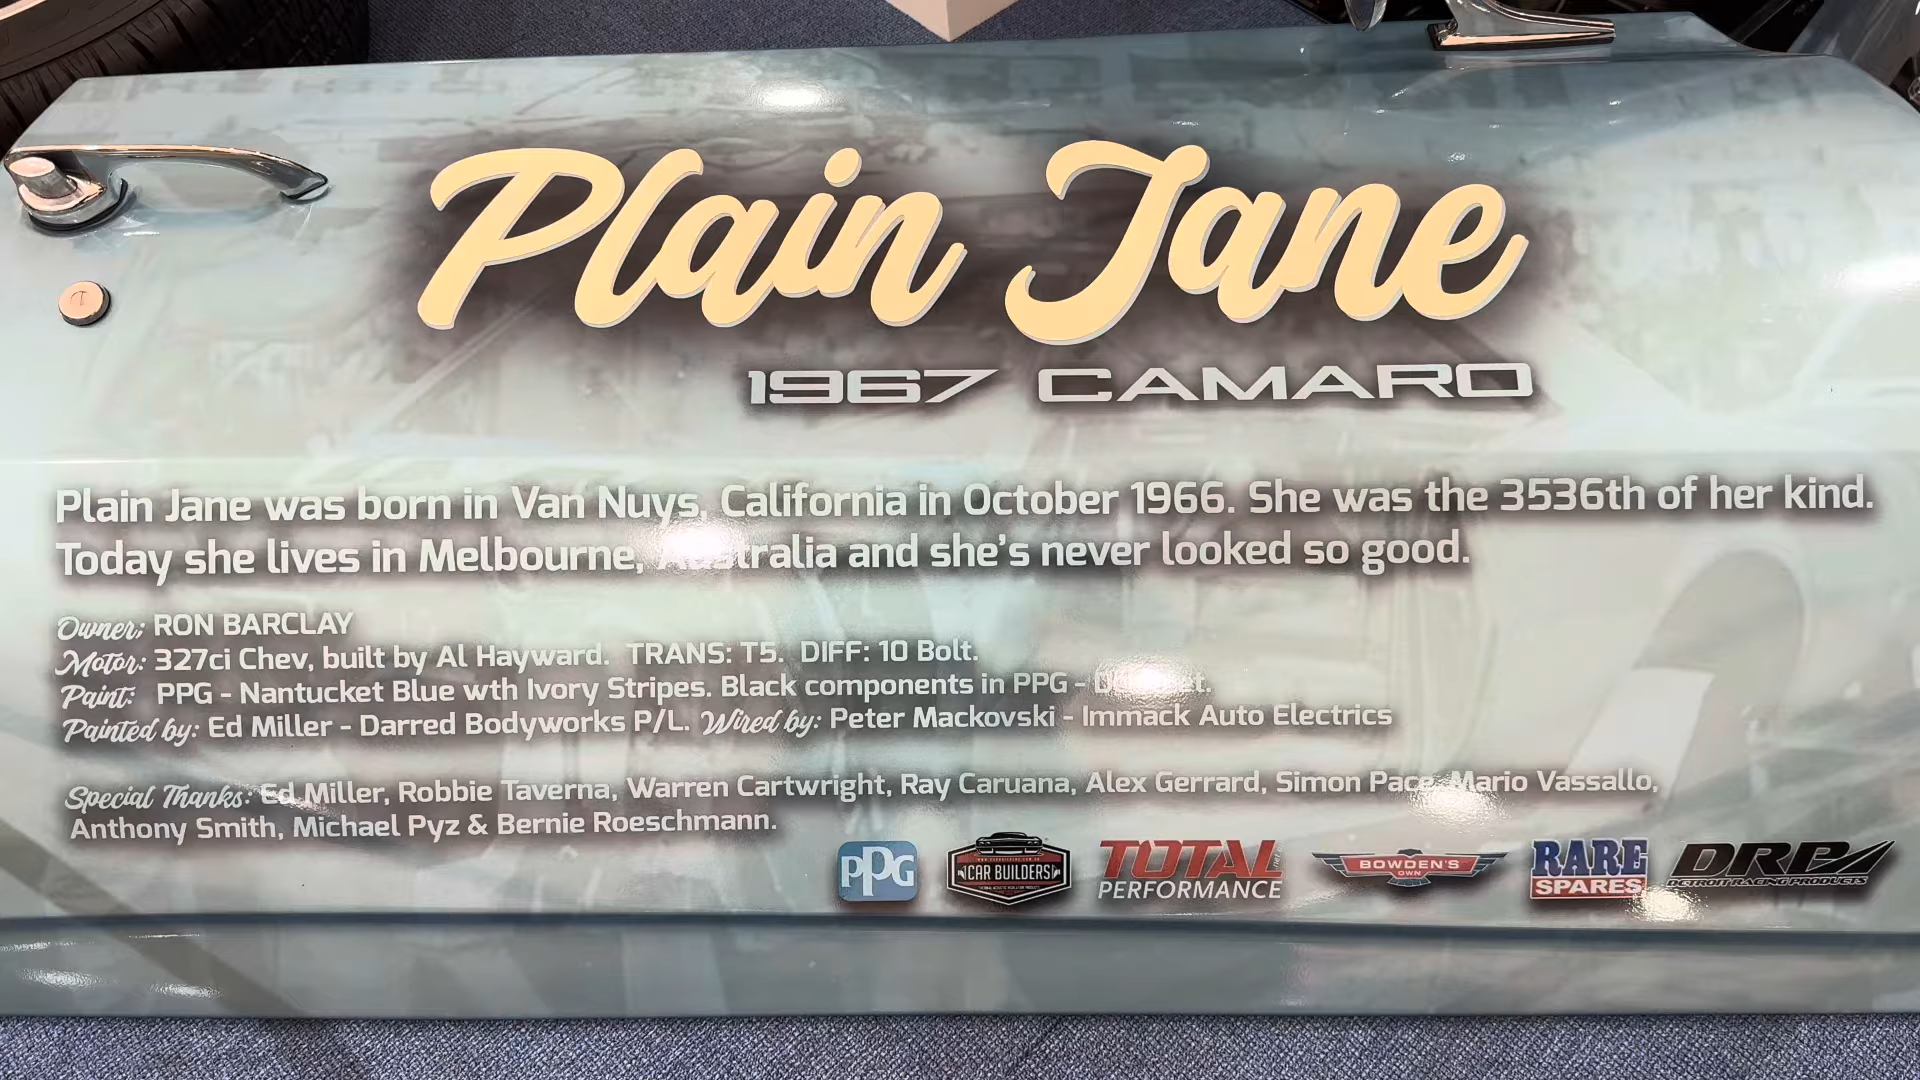 Plain Jane
1967 CAMARO
Plain Jane was born in Van Nuys, California in October 1966. She was the 3536th of her kind.
Today she lives in Melbourne, Australia and she's never looked so good.
Owner; RON BARCLAY
Motor: 327ci Chev, built by Al Hayward. TRANS: T5. DIFF: 10 Bolt.
Paint: PPG - Nantucket Blue wth Ivory Stripes. Black components in PPG -
Painted by: Ed Miller - Darred Bodyworks P/L. Wired by: Peter Mackovski - Immack Auto Electrics
Special Thanks: Ed Miller, Robbie Taverna, Warren Cartwright, Ray Caruana, Alex Gerrard, Simon Pace, Mario Vassallo,
Anthony Smith, Michael Pyz & Bernie Roeschmann.
PPG
CAR BUILDERS
TOTAL
PERFORMANCE
BOWDEN'S
OWN
RARE
SPARES
DRP
DETROIT RACING PRODUCTS